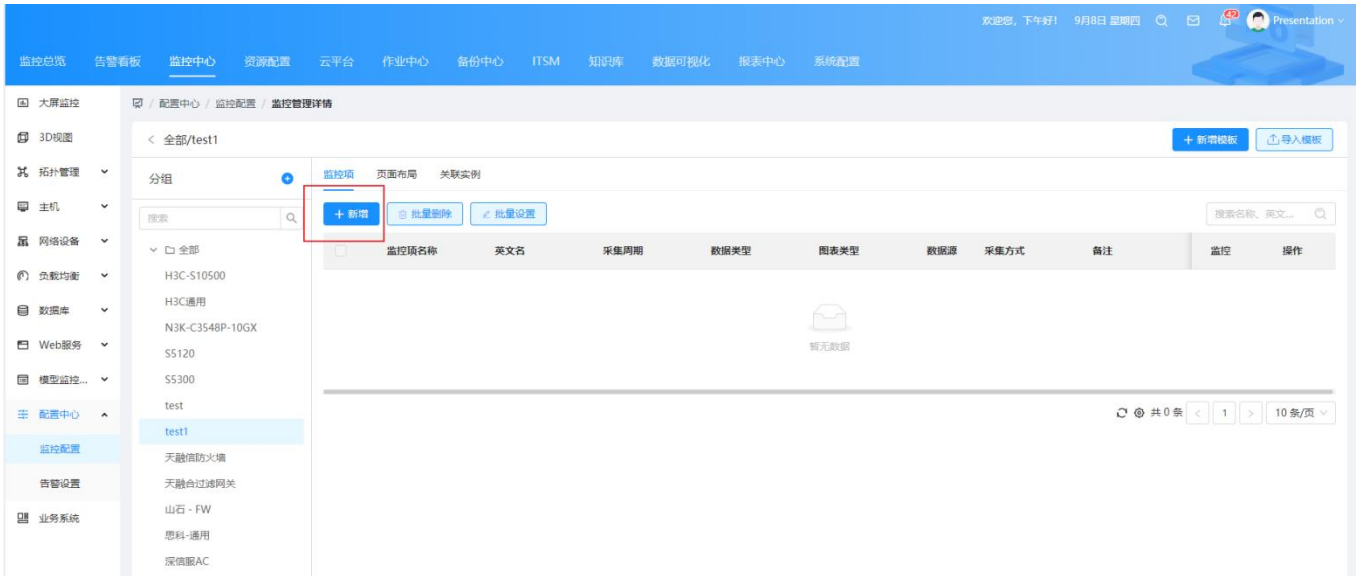 欢迎您，下午好! 9月8日 星期四 42 Presentation
监控总览 告警看板 监控中心 资源配置 云平台 作业中心 备份中心 ITSM 知识库 数据可视化 报表中心 系统配置
大屏监控
3D视图
拓扑管理
主机
网络设备
负载均衡
数据库
Web服务
模型监控...
配置中心
监控配置
告警设置
业务系统
/ 配置中心 / 监控配置 / 监控管理详情
< 全部/test1
+ 新增模板 导入模板
分组
搜索
全部
H3C-S10500
H3C通用
N3K-C3548P-10GX
S5120
S5300
test
test1
天融信防火墙
天融合过滤网关
山石 - FW
思科-通用
深信服AC
监控项 页面布局 关联实例
+ 新增 批量删除 批量设置 搜索名称、英文...
监控项名称 英文名 采集周期 数据类型 图表类型 数据源 采集方式 备注 监控 操作
暂无数据
共 0 条 < 1 > 10 条/页